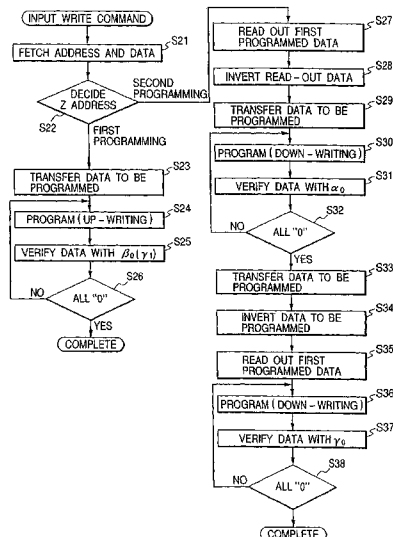 INPUT WRITE COMMAND
S21
FETCH ADDRESS AND DATA
DECIDE
Z ADDRESS
S22
SECOND
PROGRAMMING
FIRST
PROGRAMMING
S23
TRANSFER DATA TO BE
PROGRAMMED
S24
PROGRAM (UP-WRITING)
S25
VERIFY DATA WITH β0(γ1)
S26
ALL "0"
NO
YES
COMPLETE
S27
READ OUT FIRST
PROGRAMMED DATA
S28
INVERT READ-OUT DATA
S29
TRANSFER DATA TO BE
PROGRAMMED
S30
PROGRAM (DOWN-WRITING)
S31
VERIFY DATA WITH α0
S32
ALL "0"
NO
YES
S33
TRANSFER DATA TO BE
PROGRAMMED
S34
INVERT DATA TO BE
PROGRAMMED
S35
READ OUT FIRST
PROGRAMMED DATA
S36
PROGRAM (DOWN-WRITING)
S37
VERIFY DATA WITH γ0
S38
ALL "0"
NO
YES
COMPLETE